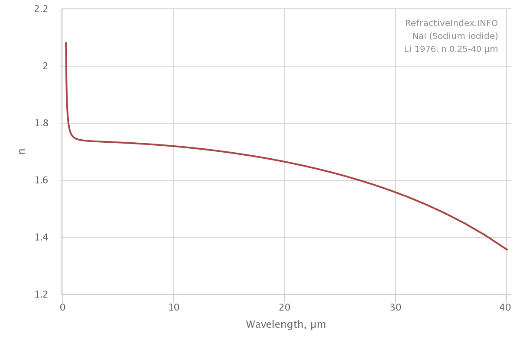 2.2
2
1.8
1.6
1.4
1.2
n
RefractiveIndex.INFO
NaI (Sodium iodide)
Li 1976: n 0.25-40 µm
0
10
20
30
40
Wavelength, µm